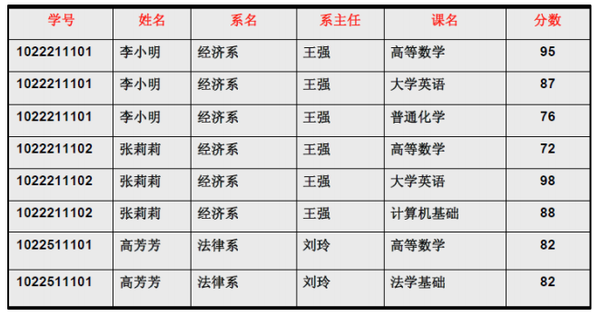 学号 姓名 系名 系主任 课名 分数
1022211101 李小明 经济系 王强 高等数学 95
1022211101 李小明 经济系 王强 大学英语 87
1022211101 李小明 经济系 王强 普通化学 76
1022211102 张莉莉 经济系 王强 高等数学 72
1022211102 张莉莉 经济系 王强 大学英语 98
1022211102 张莉莉 经济系 王强 计算机基础 88
1022511101 高芳芳 法律系 刘玲 高等数学 82
1022511101 高芳芳 法律系 刘玲 法学基础 82